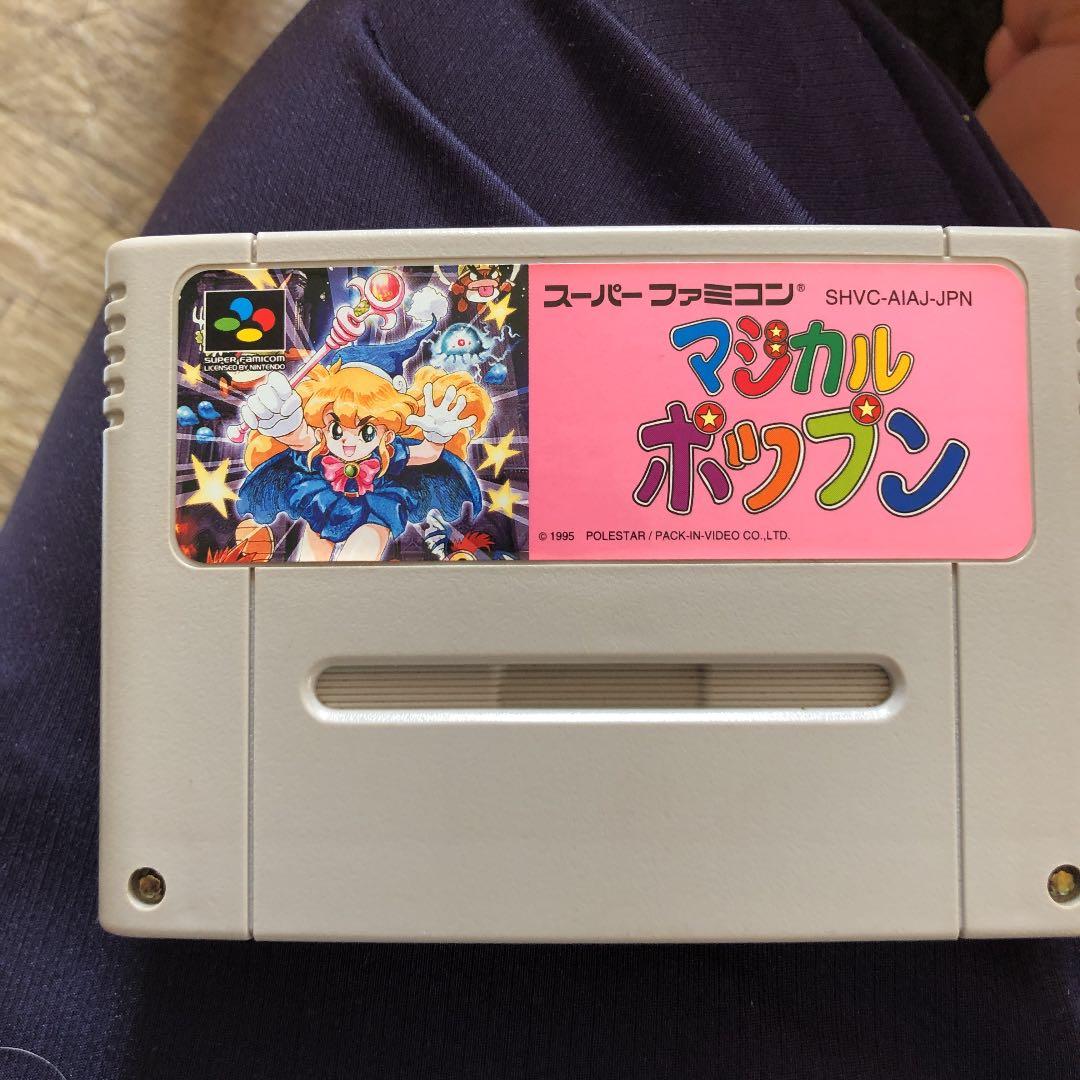 スーパーファミコン® SHVC-AIAJ-JPN
マジカル
ポップン
© 1995 POLESTAR / PACK-IN-VIDEO CO.,LTD.
SUPER FAMICOM
LICENSED BY NINTENDO